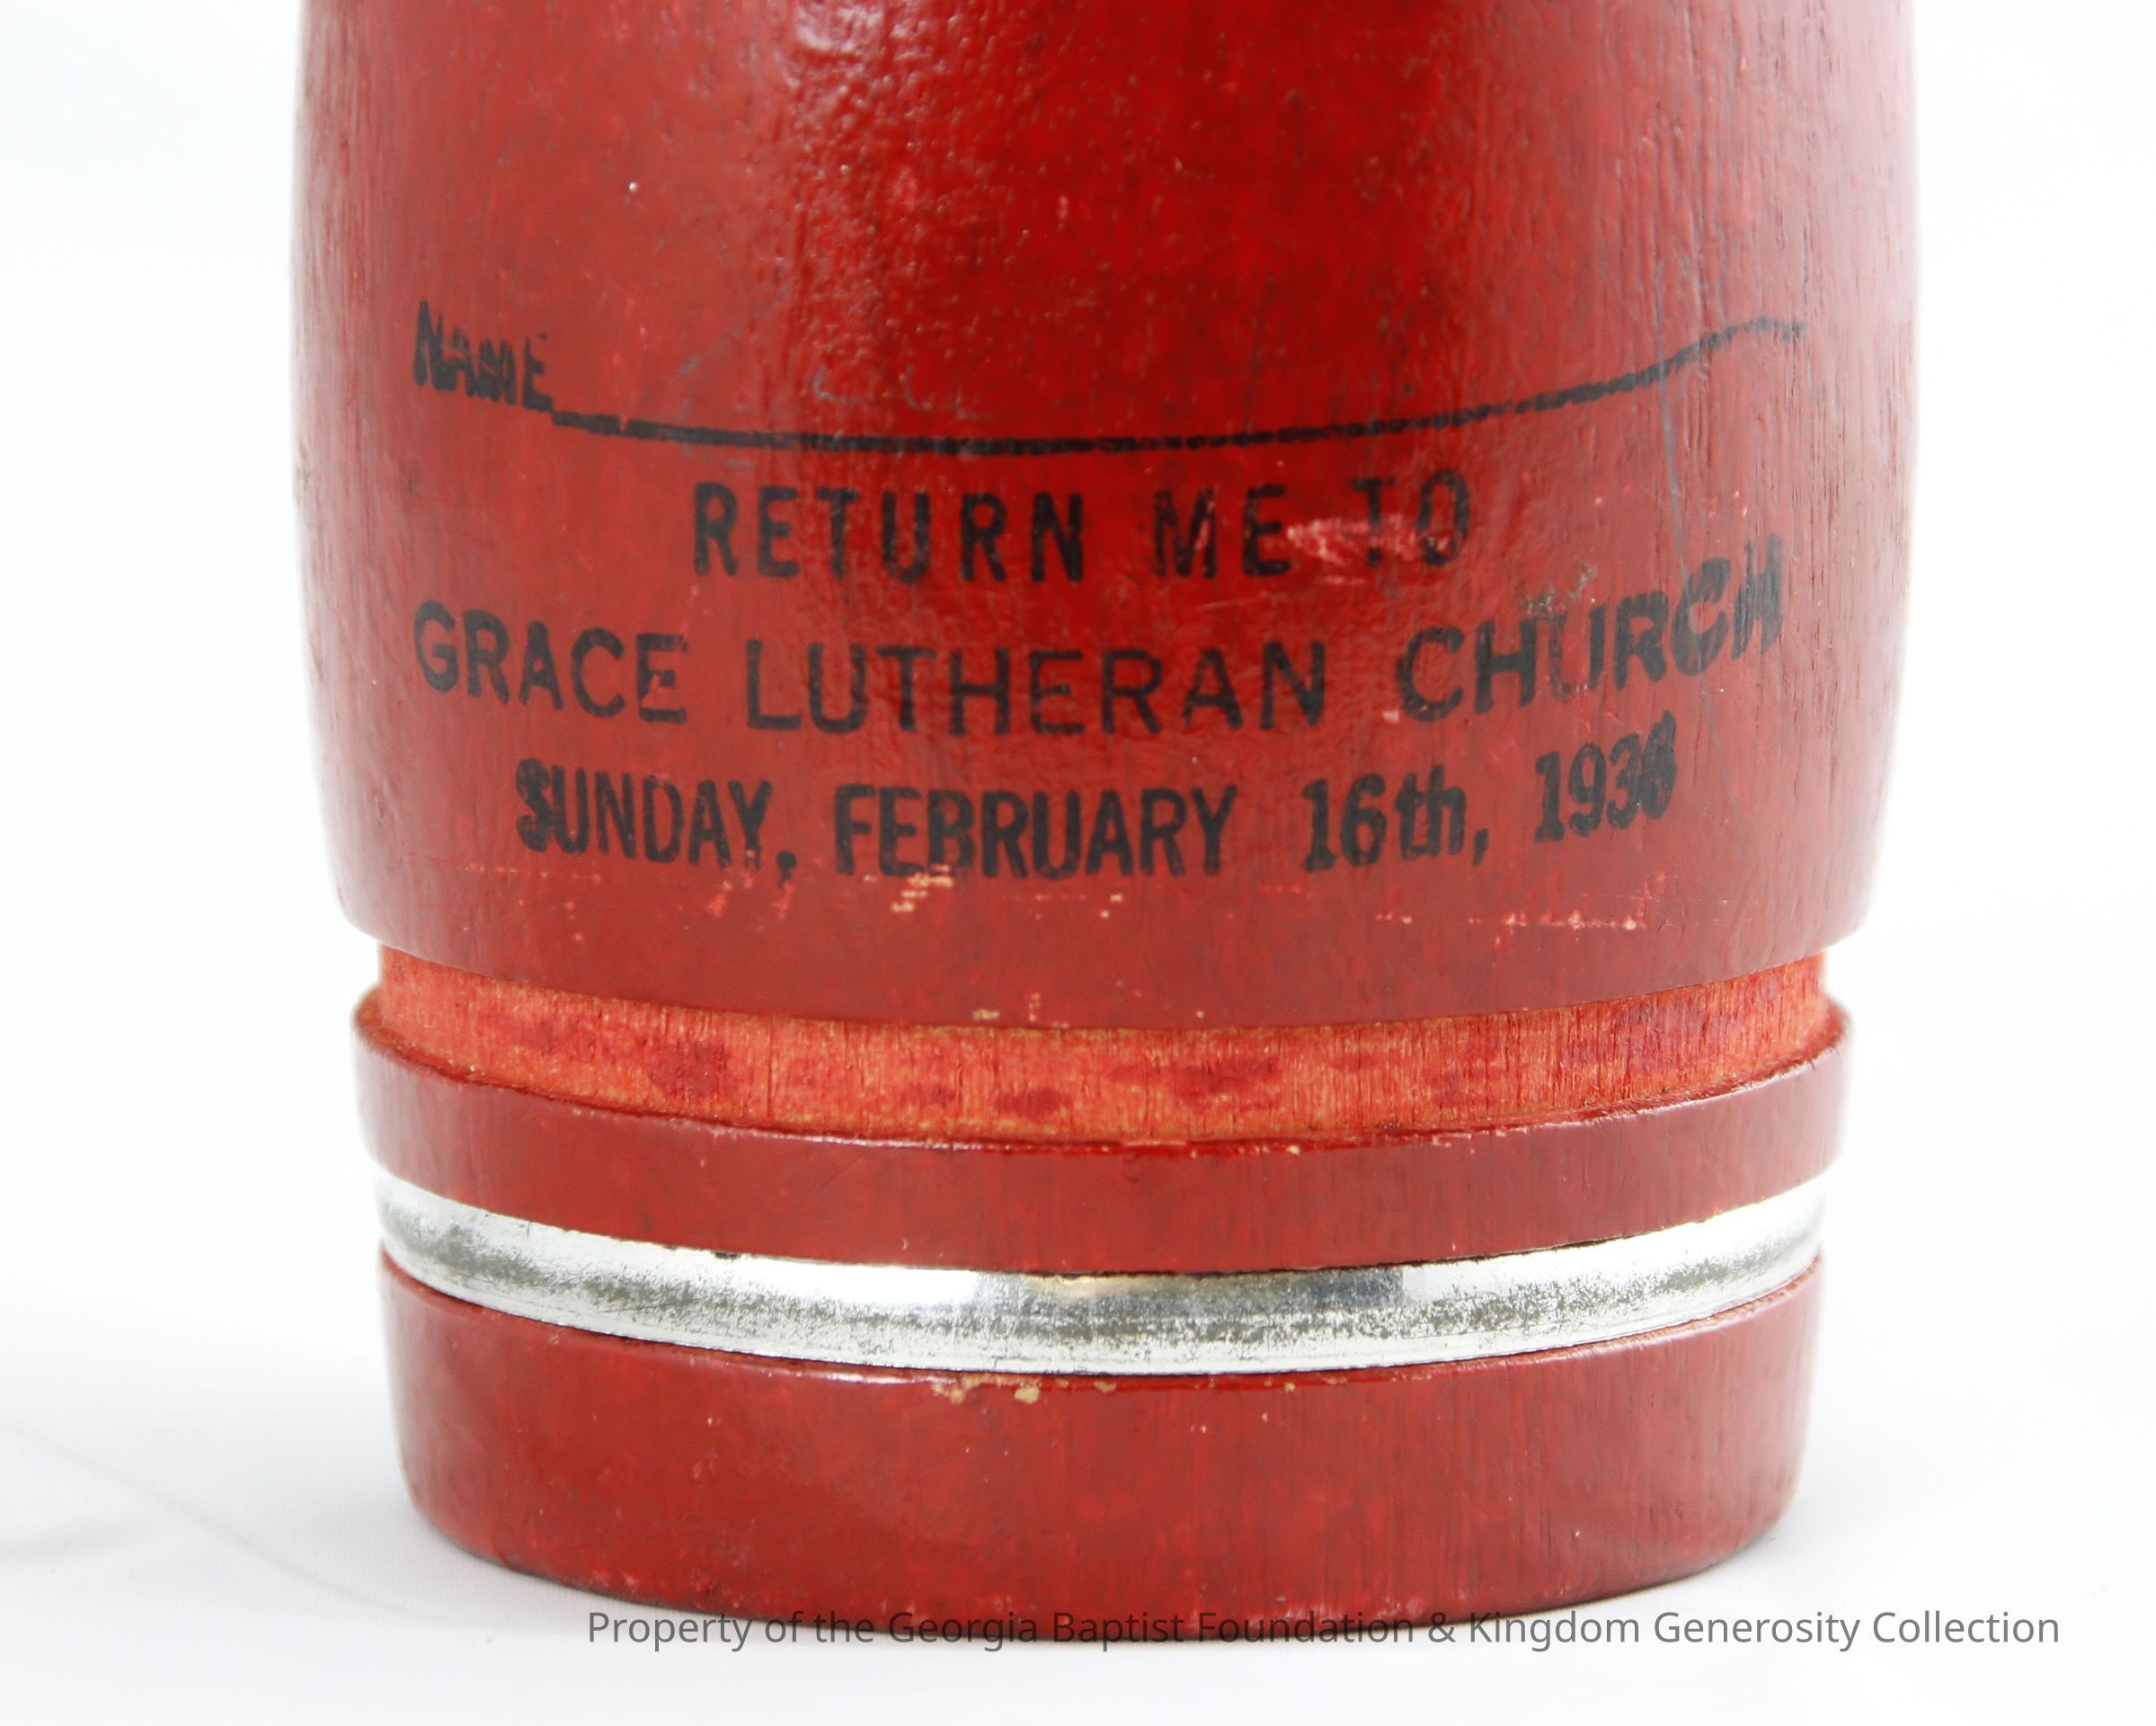 NAME
RETURN ME TO
GRACE LUTHERAN CHURCH
SUNDAY, FEBRUARY 16th, 1936
Property of the Georgia Baptist Foundation & Kingdom Generosity Collection